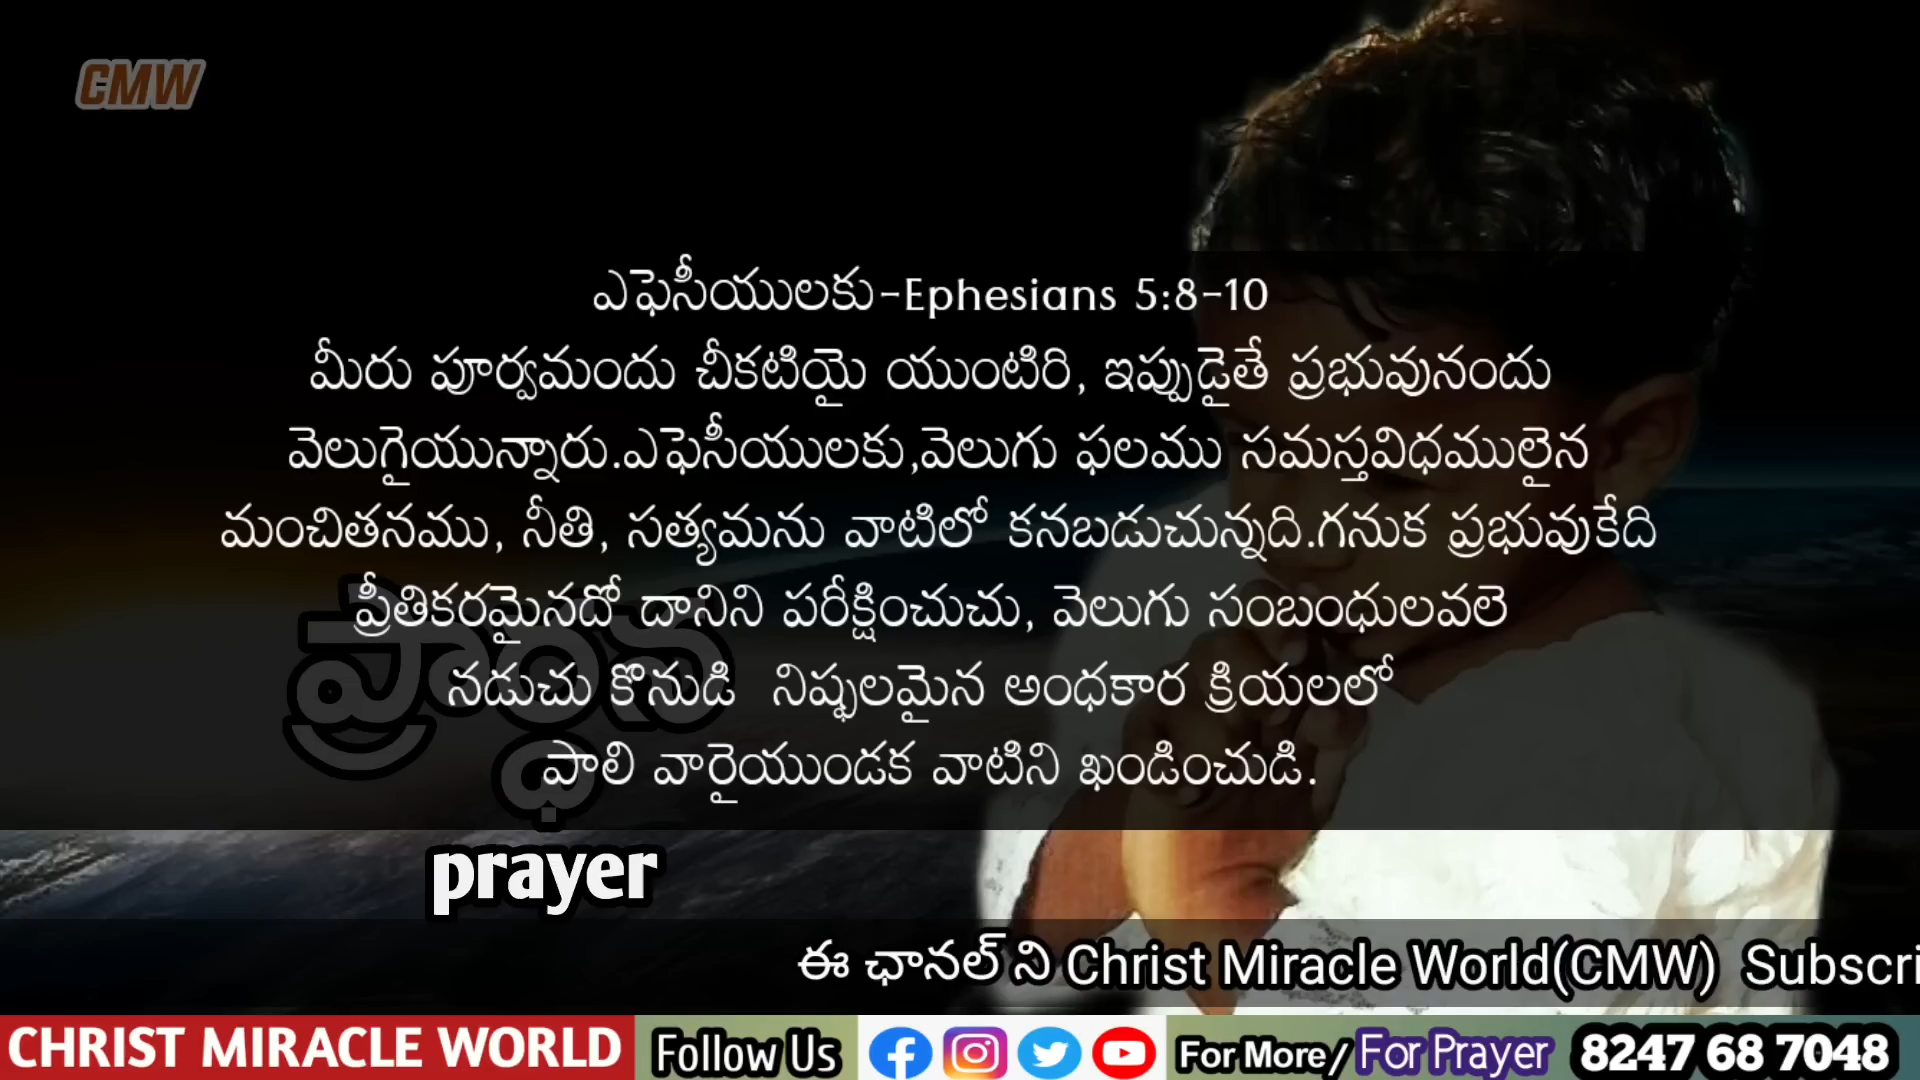 CMW
ఎఫెసీయులకు-Ephesians 5:8-10
మీరు పూర్వమందు చీకటియై యుంటిరి, ఇప్పుడైతే ప్రభువునందు
వెలుగైయున్నారు.ఎఫెసీయులకు,వెలుగు ఫలము సమస్తవిధములైన
మంచితనము, నీతి, సత్యమను వాటిలో కనబడుచున్నది.గనుక ప్రభువుకేది
ప్రీతికరమైనదో దానిని పరీక్షించుచు, వెలుగు సంబంధులవలె
నడుచు కొనుడి  నిష్ఫలమైన అంధకార క్రియలలో
పాలి వారైయుండక వాటిని ఖండించుడి.
ప్రార్ధన
prayer
ఈ ఛానల్ ని Christ Miracle World(CMW)  Subscri
CHRIST MIRACLE WORLD Follow Us For More/ For Prayer 8247 68 7048